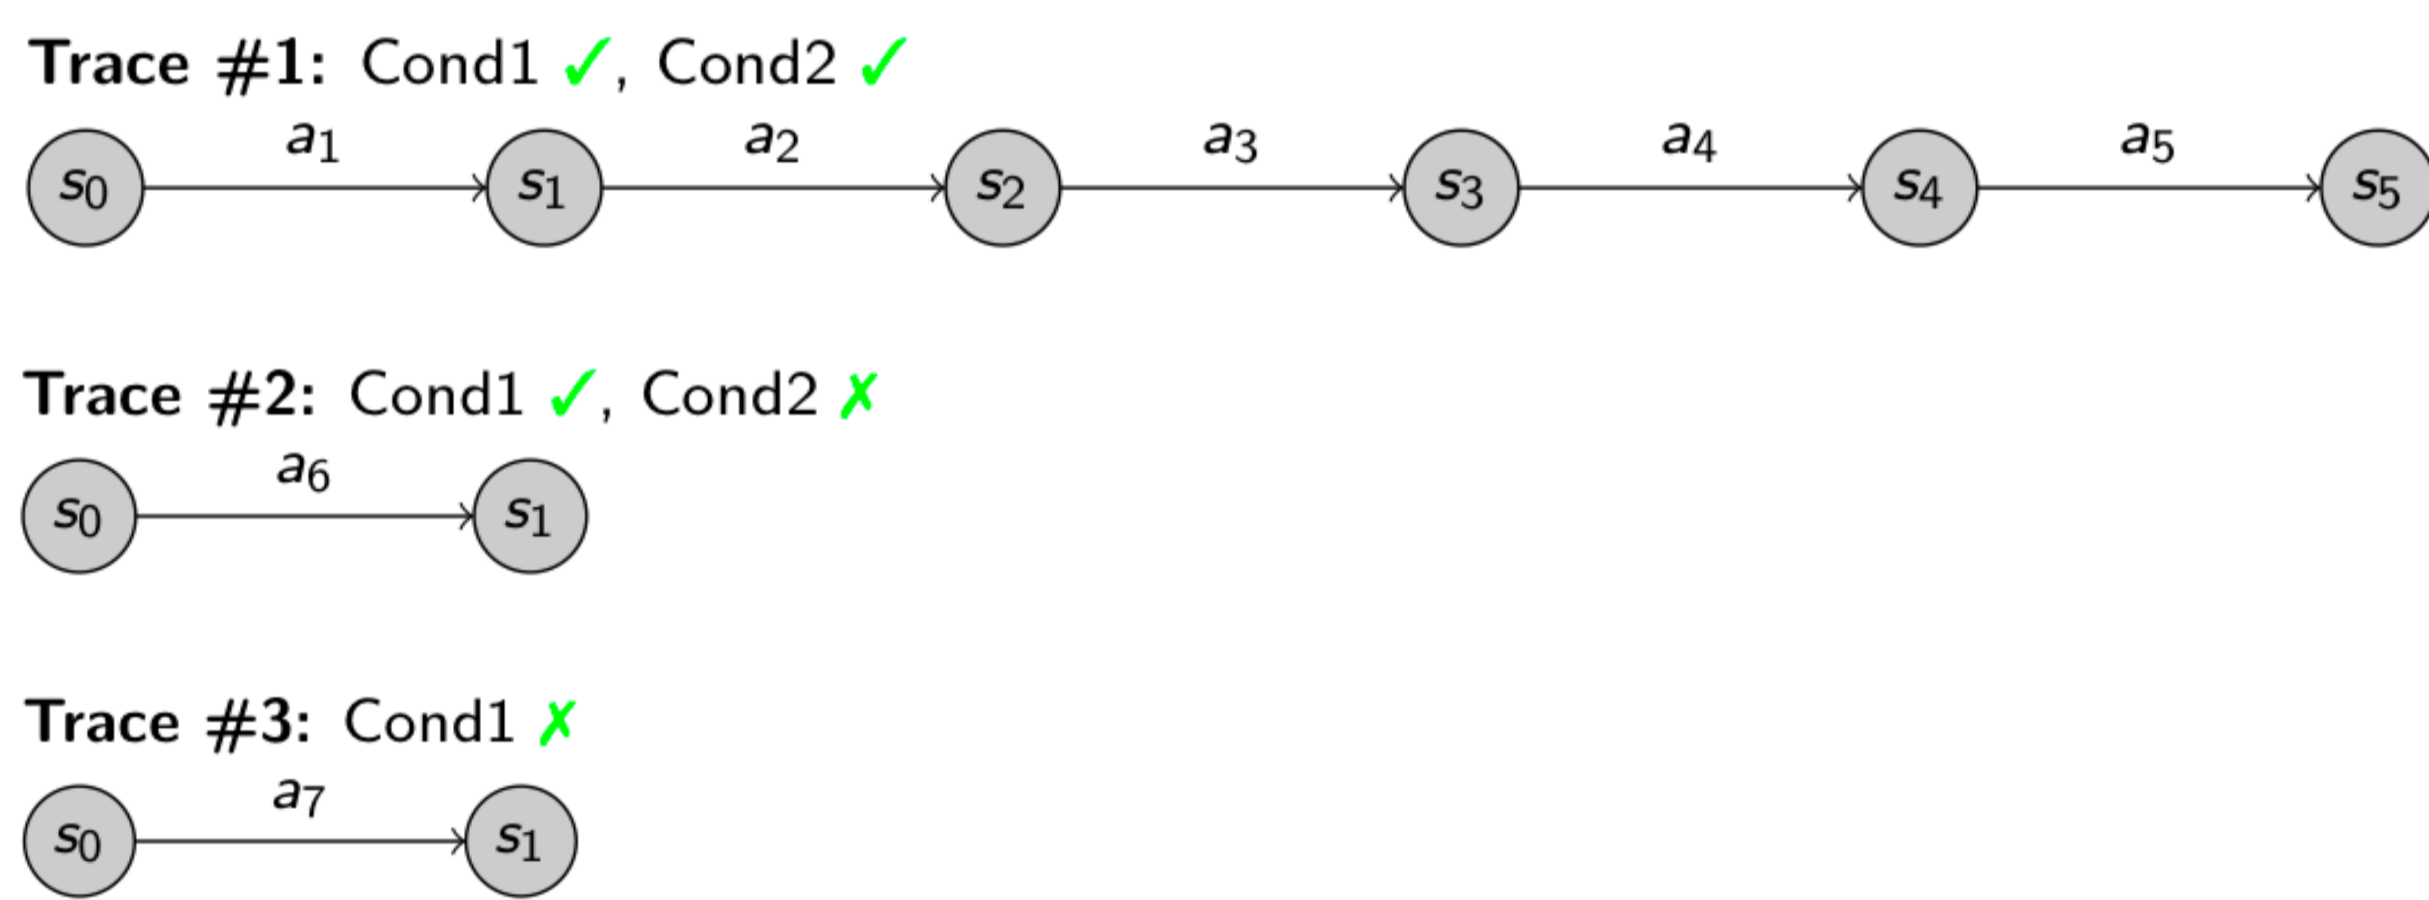 Trace #1: Cond1 ✓, Cond2 ✓
a1 a2 a3 a4 a5
s0 s1 s2 s3 s4 s5
Trace #2: Cond1 ✓, Cond2 ✗
a6
s0 s1
Trace #3: Cond1 ✗
a7
s0 s1